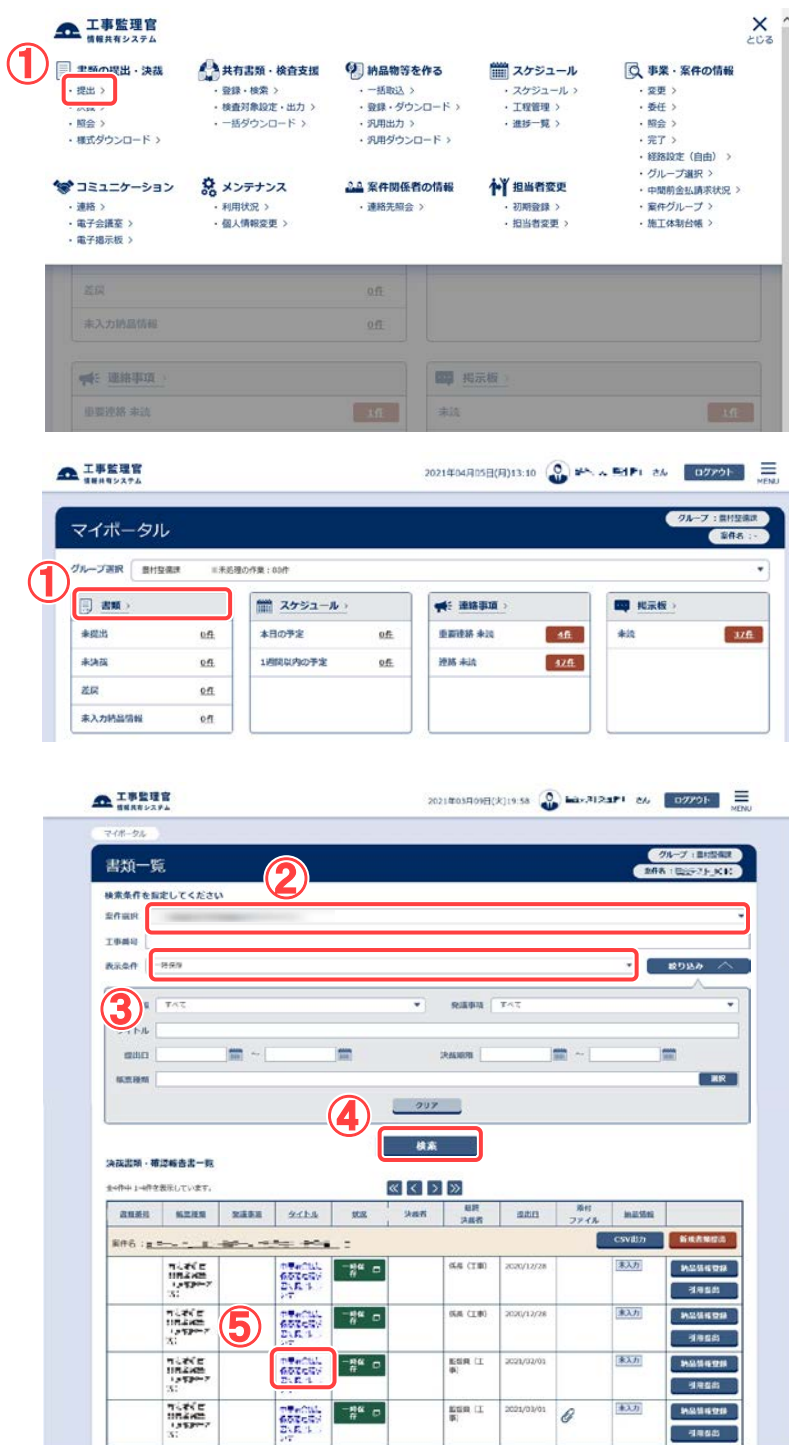 工事監理官
情報共有システム
とじる
①
書類の提出・決裁
・提出 >
・照会 >
・様式ダウンロード >
共有書類・検査支援
・登録・検索 >
・検査対象設定・出力 >
・一括ダウンロード >
納品物等を作る
・一括取込 >
・登録・ダウンロード >
・汎用出力 >
・汎用ダウンロード >
スケジュール
・スケジュール >
・工程管理 >
・進捗一覧 >
事業・案件の情報
・変更 >
・委任 >
・照会 >
・完了 >
・経路設定（自由） >
・グループ選択 >
・中間前金払請求状況 >
・案件グループ >
・施工体制台帳 >
コミュニケーション
・連絡 >
・電子会議室 >
・電子掲示板 >
メンテナンス
・利用状況 >
・個人情報変更 >
案件関係者の情報
・連絡先照会 >
担当者変更
・初期登録 >
・担当者変更 >
差戻 0件
未入力納品情報 0件
連絡事項 >
重要連絡 未読 1件
掲示板 >
未読 1件
工事監理官
情報共有システム
2021年04月05日(月)13:10
さん
ログアウト
MENU
マイポータル
グループ：農村整備課
案件名：-
①
グループ選択 農村整備課 ※未処理の作業：00件
書類 >
未提出 0件
未決裁 0件
差戻 0件
未入力納品情報 0件
スケジュール >
本日の予定 0件
1週間以内の予定 0件
連絡事項 >
重要連絡 未読 4件
連絡 未読 42件
掲示板 >
未読 37件
工事監理官
情報共有システム
2021年03月09日(火)19:58
さん
ログアウト
MENU
マイポータル
書類一覧
グループ：農村整備課
案件名：
②
検索条件を指定してください
案件選択
工事番号
表示条件 一時保存
絞り込み
③
すべて
発議事項 すべて
タイトル
提出日 ～
決裁期限 ～
帳票種類
選択
クリア
④
検索
決裁書類・確認報告書一覧
全4件中 1-4件を表示しています。
書類番号 帳票種類 発議事項 タイトル 状況 決裁者 最終決裁者 提出日 添付ファイル 納品情報
案件名：
CSV出力
新規書類提出
一時保存 係長（工事） 2020/12/28 未入力 納品情報登録
引用提出
一時保存 係長（工事） 2020/12/28 未入力 納品情報登録
引用提出
⑤
一時保存 監督員（工事） 2021/03/01 未入力 納品情報登録
引用提出
一時保存 監督員（工事） 2021/03/01 未入力 納品情報登録
引用提出